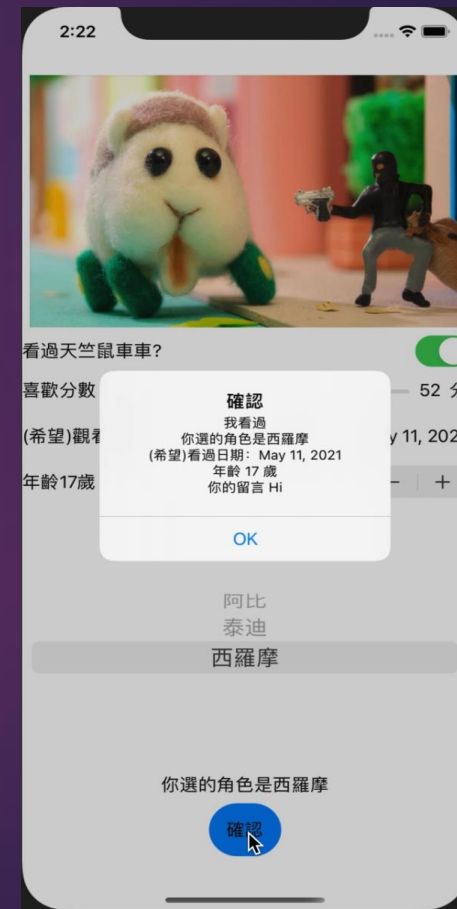 2:22
看過天竺鼠車車?
喜歡分數 52 分
(希望)觀看 y 11, 202
年齡17歲 - +
確認
我看過
你選的角色是西羅摩
(希望)看過日期: May 11, 2021
年齡 17 歲
你的留言 Hi
OK
阿比
泰迪
西羅摩
你選的角色是西羅摩
確認